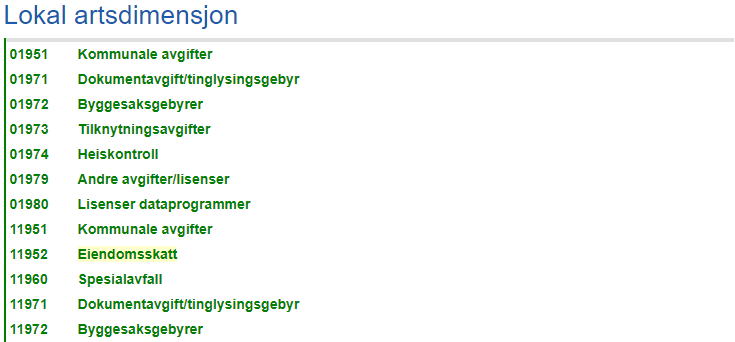 Lokal artsdimensjon
01951 Kommunale avgifter
01971 Dokumentavgift/tinglysingsgebyr
01972 Byggesaksgebyrer
01973 Tilknytningsavgifter
01974 Heiskontroll
01979 Andre avgifter/lisenser
01980 Lisenser dataprogrammer
11951 Kommunale avgifter
11952 Eiendomsskatt
11960 Spesialavfall
11971 Dokumentavgift/tinglysingsgebyr
11972 Byggesaksgebyrer